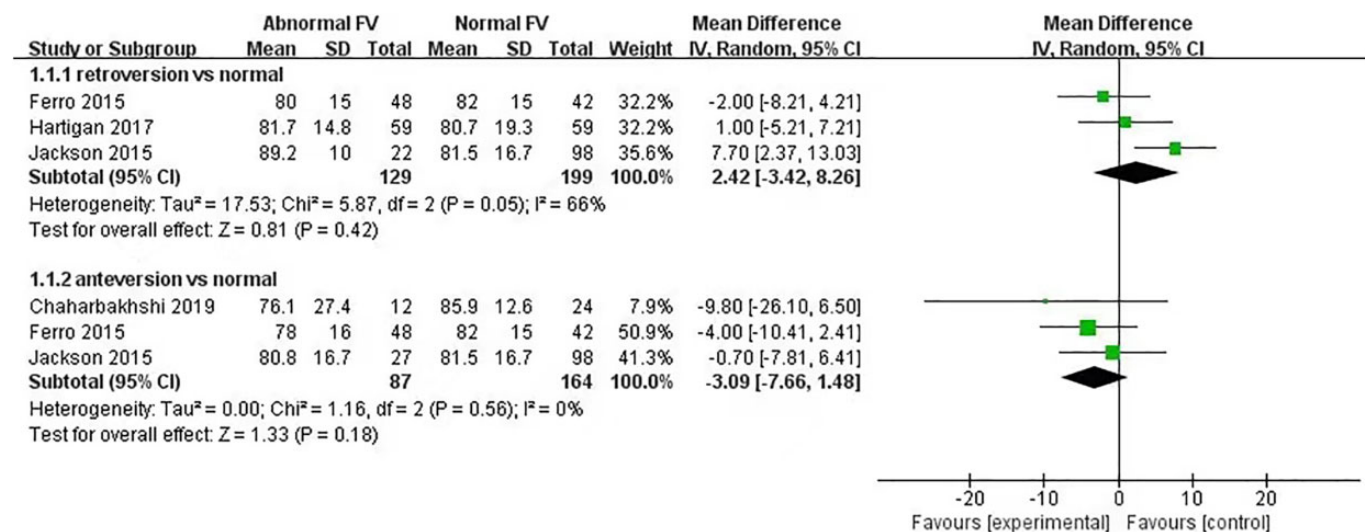 Abnormal FV Normal FV Mean Difference Mean Difference
Study or Subgroup Mean SD Total Mean SD Total Weight IV, Random, 95% CI IV, Random, 95% CI
1.1.1 retroversion vs normal
Ferro 2015 80 15 48 82 15 42 32.2% -2.00 [-8.21, 4.21]
Hartigan 2017 81.7 14.8 59 80.7 19.3 59 32.2% 1.00 [-5.21, 7.21]
Jackson 2015 89.2 10 22 81.5 16.7 98 35.6% 7.70 [2.37, 13.03]
Subtotal (95% CI) 129 199 100.0% 2.42 [-3.42, 8.26]
Heterogeneity: Tau² = 17.53; Chi² = 5.87, df = 2 (P = 0.05); I² = 66%
Test for overall effect: Z = 0.81 (P = 0.42)
1.1.2 anteversion vs normal
Chaharbakhshi 2019 76.1 27.4 12 85.9 12.6 24 7.9% -9.80 [-26.10, 6.50]
Ferro 2015 78 16 48 82 15 42 50.9% -4.00 [-10.41, 2.41]
Jackson 2015 80.8 16.7 27 81.5 16.7 98 41.3% -0.70 [-7.81, 6.41]
Subtotal (95% CI) 87 164 100.0% -3.09 [-7.66, 1.48]
Heterogeneity: Tau² = 0.00; Chi² = 1.16, df = 2 (P = 0.56); I² = 0%
Test for overall effect: Z = 1.33 (P = 0.18)
-20 -10 0 10 20
Favours [experimental] Favours [control]